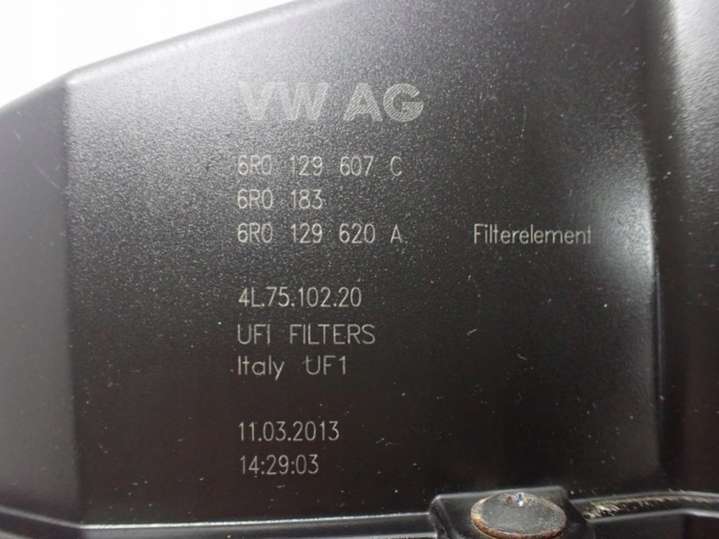 VW AG
6R0 129 607 C
6R0 183
6R0 129 620 A Filterelement
4L.75.102.20
UFI FILTERS
Italy UF1
11.03.2013
14:29:03